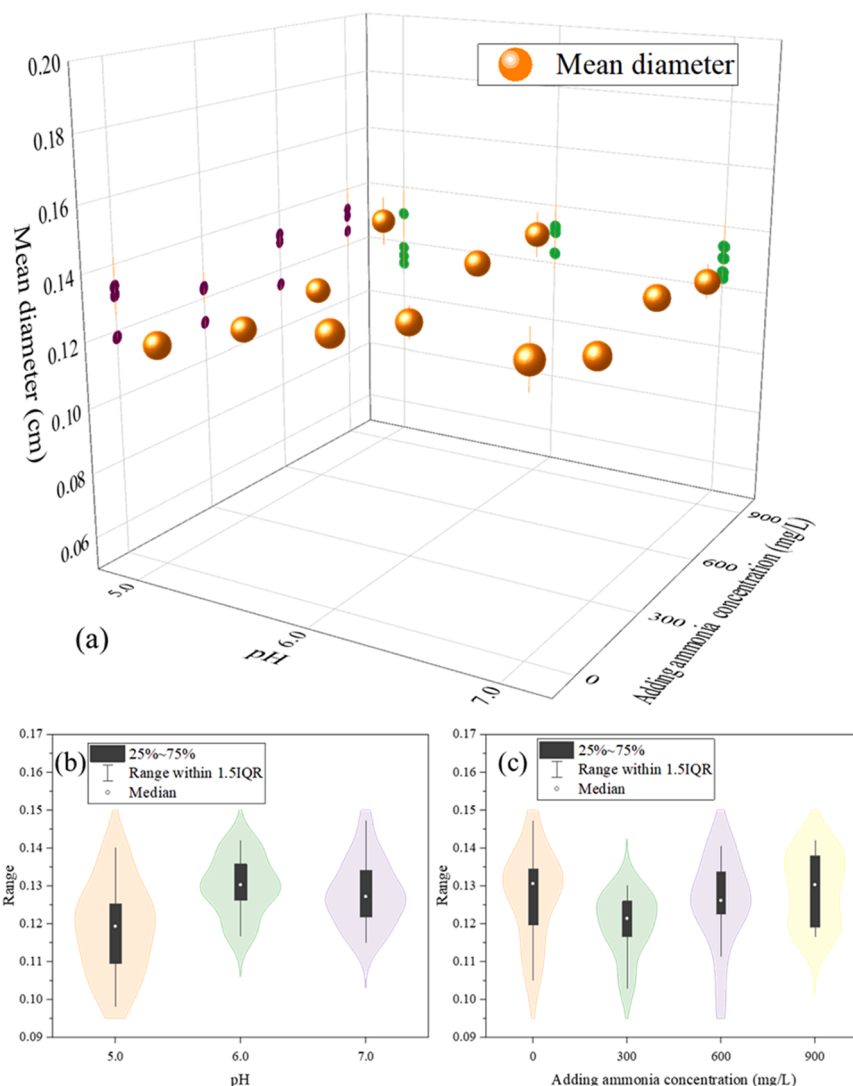 Mean diameter
0.20
0.18
0.16
0.14
0.12
0.10
0.08
0.06
Mean diameter (cm)
5.0
6.0
7.0
pH
0
300
600
900
Adding ammonia concentration (mg/L)
(a)
(b)
25%~75%
Range within 1.5IQR
Median
0.17
0.16
0.15
0.14
0.13
0.12
0.11
0.10
0.09
Range
5.0 6.0 7.0
pH
(c)
25%~75%
Range within 1.5IQR
Median
0.17
0.16
0.15
0.14
0.13
0.12
0.11
0.10
0.09
Range
0 300 600 900
Adding ammonia concentration (mg/L)